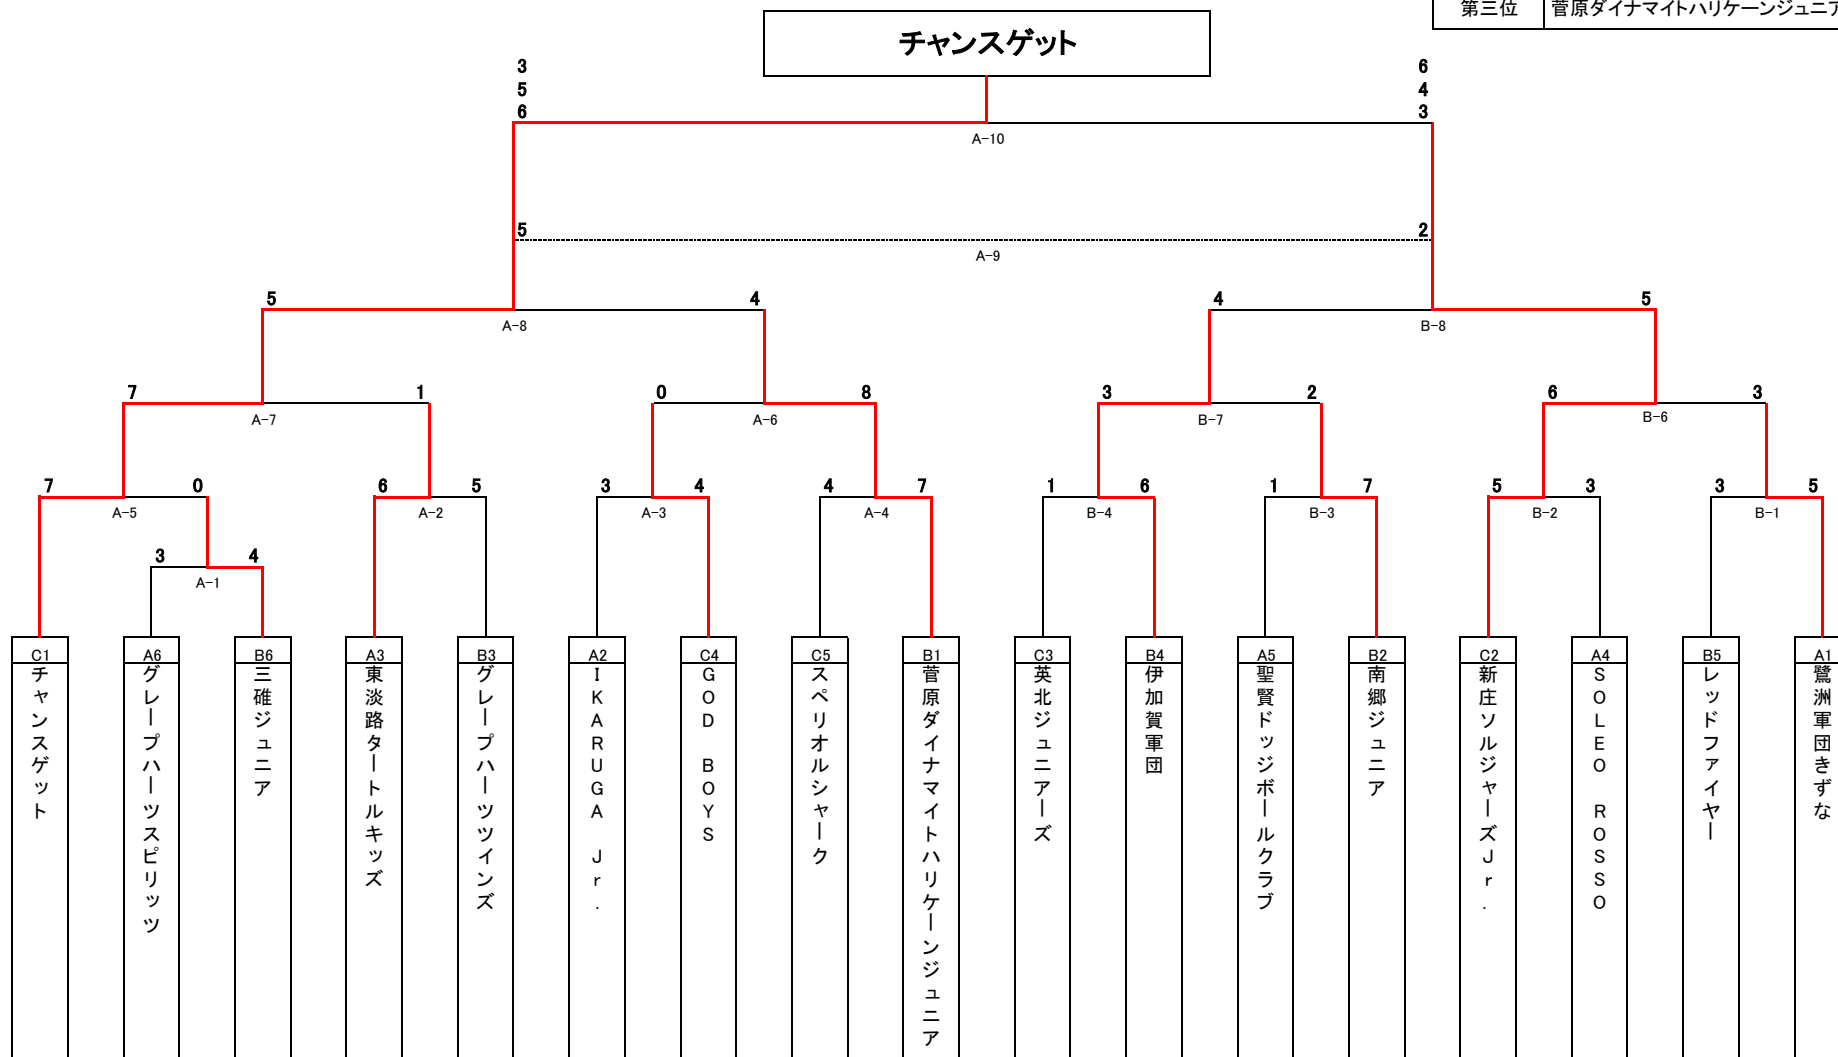 第三位 菅原ダイナマイトハリケーンジュニア
チャンスゲット
3 6
5 4
6 3
A-10
5 2
A-9
5 4 4 5
A-8 B-8
7 1 0 8 3 2 6 3
A-7 A-6 B-7 B-6
7 0 6 5 3 4 4 7 1 6 1 7 5 3 3 5
A-5 A-2 A-3 A-4 B-4 B-3 B-2 B-1
3 4
A-1
C1 A6 B6 A3 B3 A2 C4 C5 B1 C3 B4 A5 B2 C2 A4 B5 A1
チャンスゲット
グレープハーツスピリッツ
三碓ジュニア
東淡路タートルキッズ
グレープハーツツインズ
IKARUGA Jr.
GOD BOYS
スペリオルシャーク
菅原ダイナマイトハリケーンジュニア
英北ジュニアーズ
伊加賀軍団
聖賢ドッジボールクラブ
南郷ジュニア
新庄ソルジャーズJr.
SOLEO ROSSO
レッドファイヤー
鷺洲軍団きずな